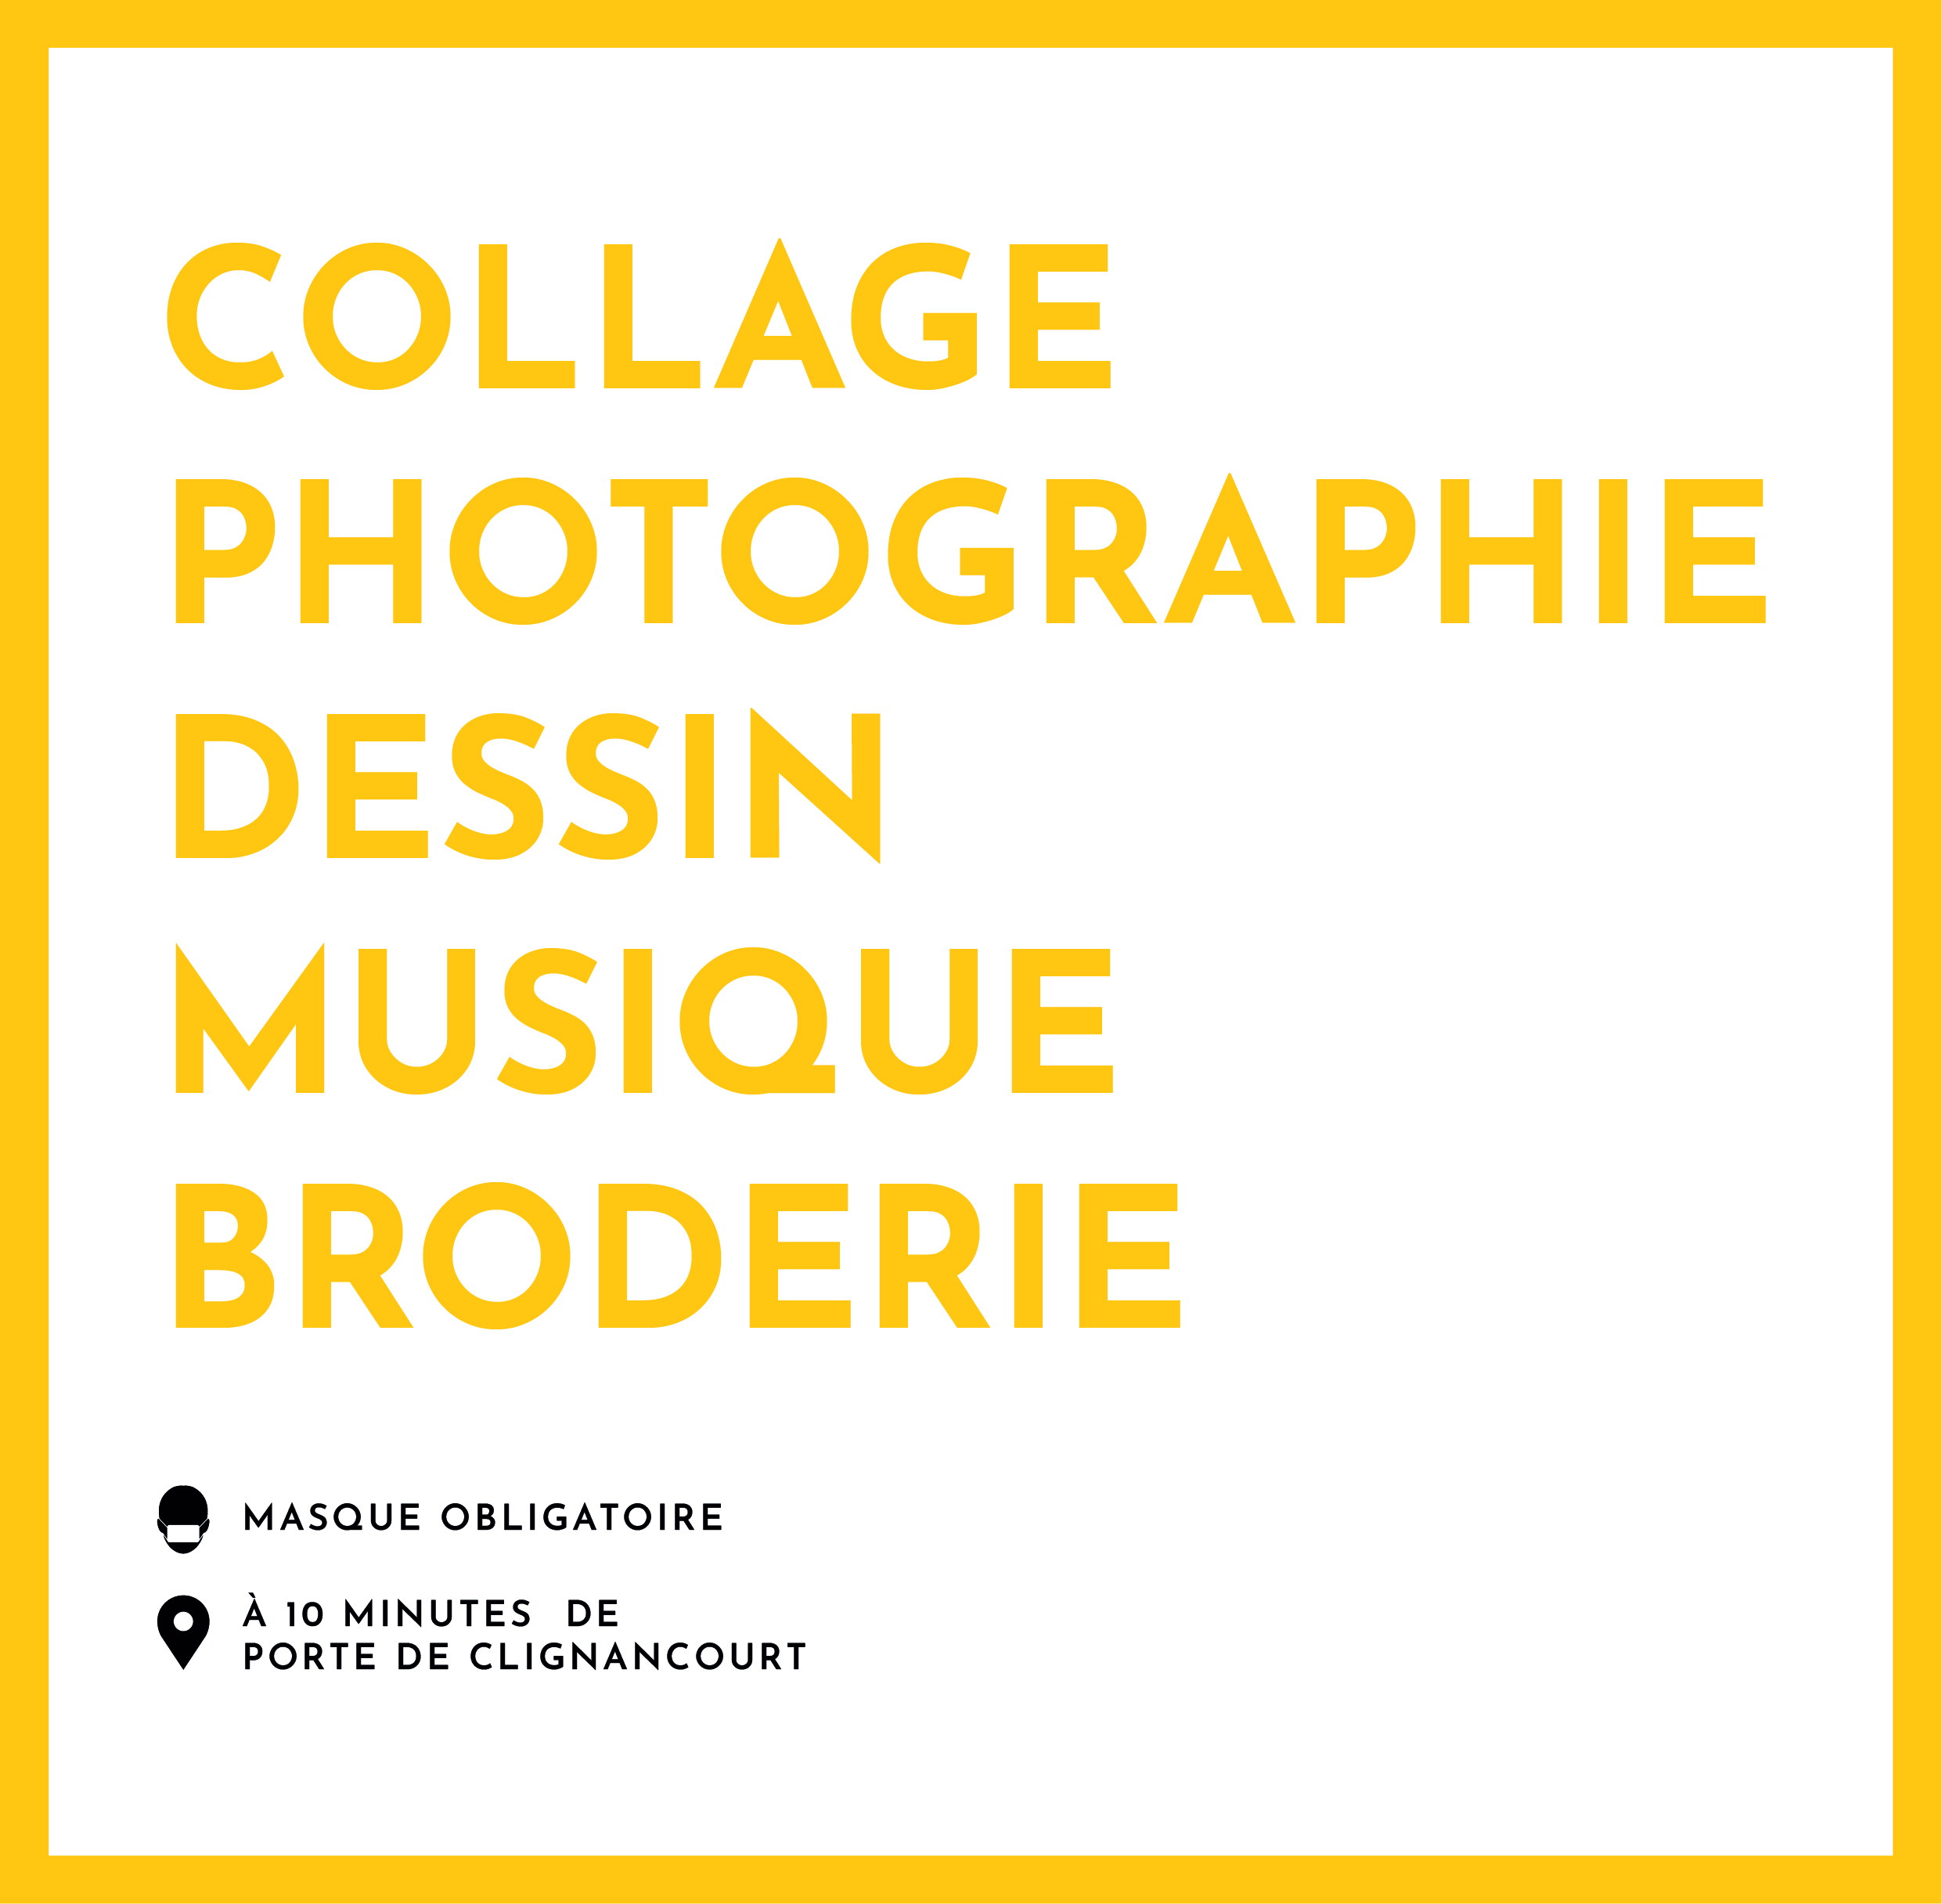 COLLAGE
PHOTOGRAPHIE
DESSIN
MUSIQUE
BRODERIE
MASQUE OBLIGATOIRE
À 10 MINUTES DE
PORTE DE CLIGNANCOURT